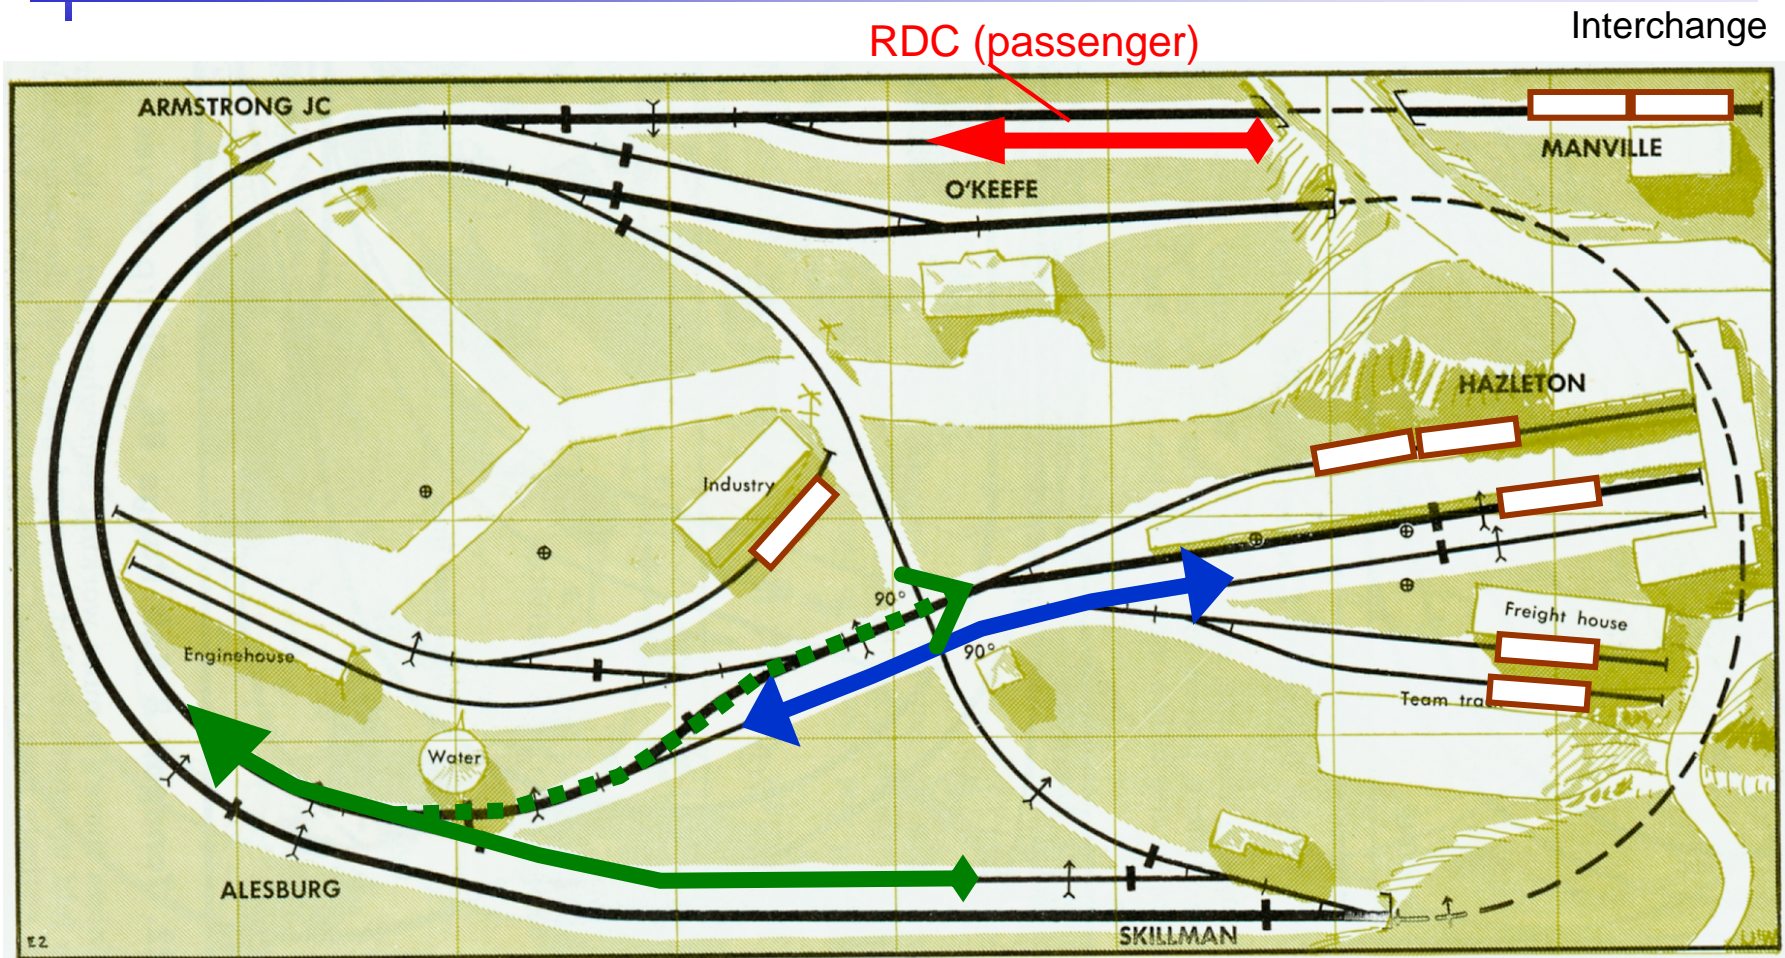 Interchange
RDC (passenger)
ARMSTRONG JC
MANVILLE
O'KEEFE
HAZLETON
Industry
90°
Freight house
90°
Enginehouse
Team
Water
ALESBURG
SKILLMAN
E2